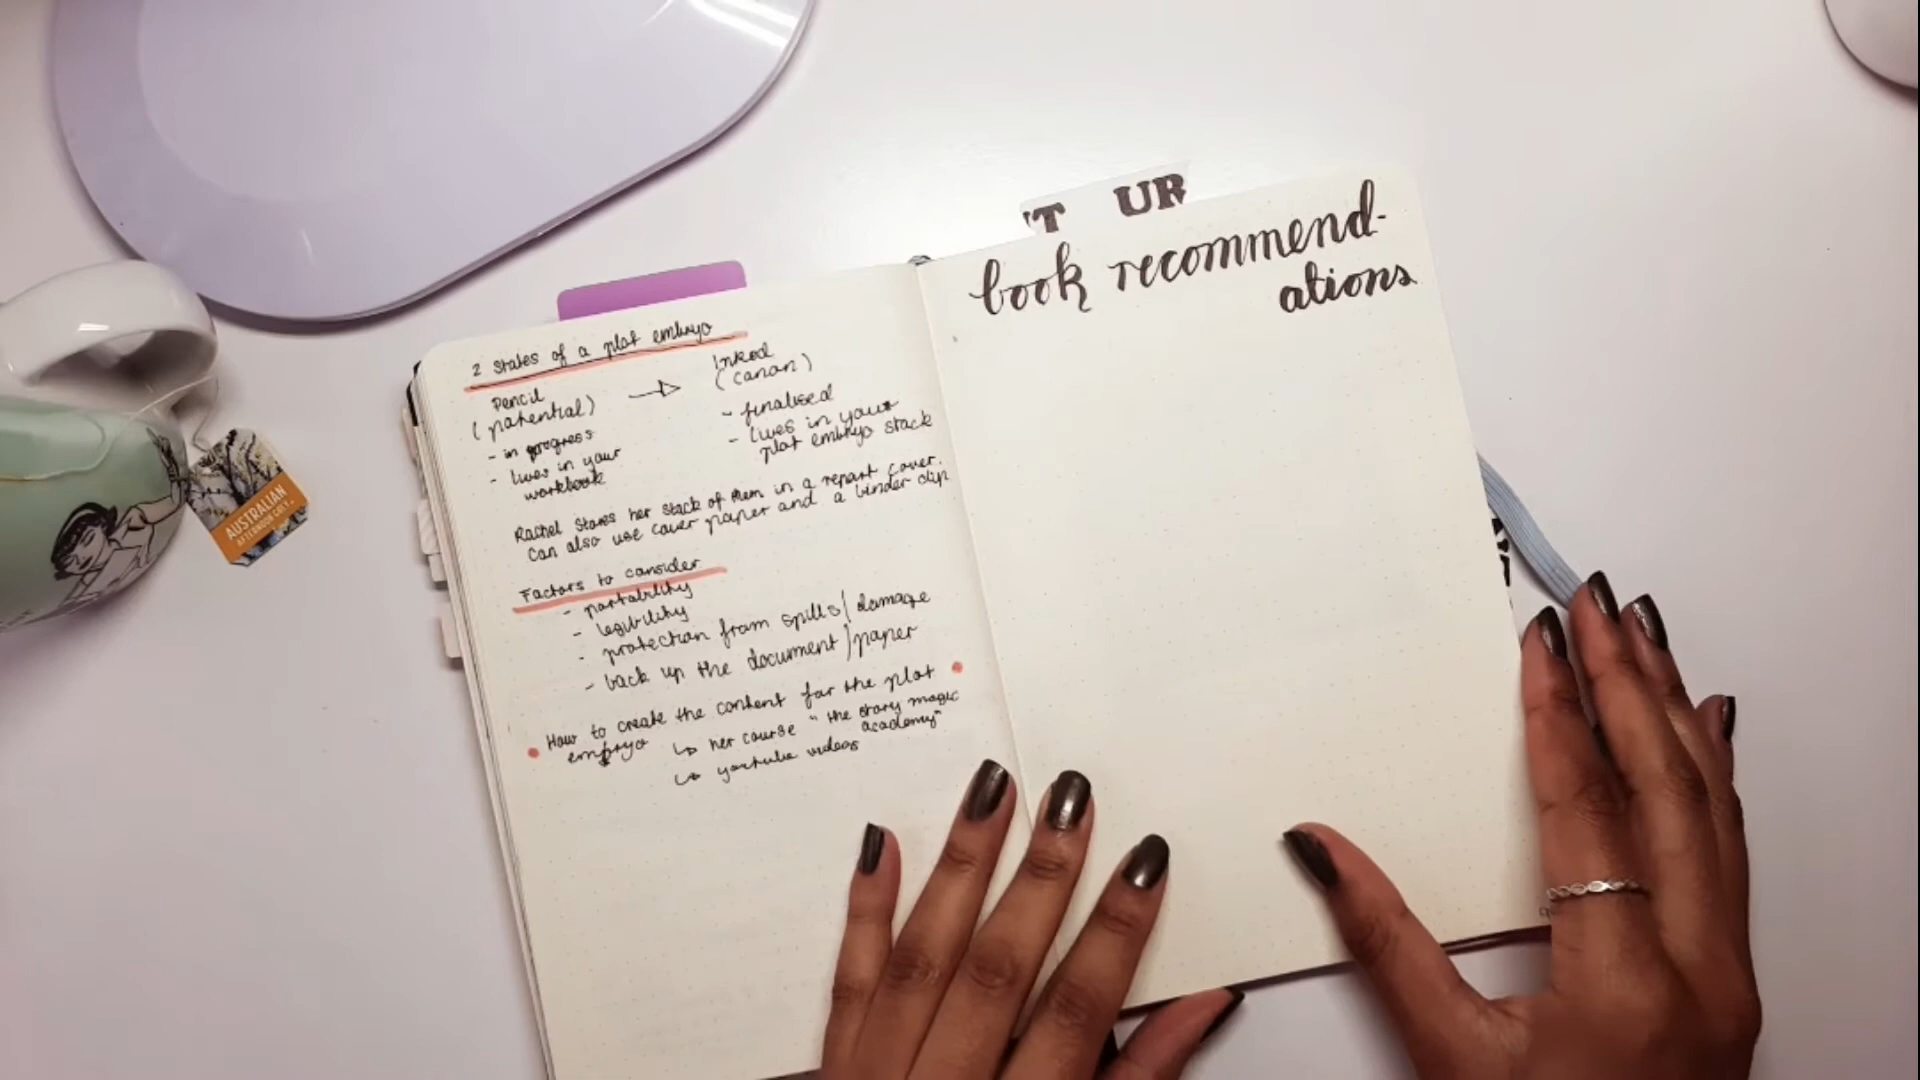 2 States of a plot embryo
Pencil
(potential)
- in progress
- lives in your
workbook
Inked
(canon)
- finalised
- lives in your
plot embryo stack
Rachel stores her stack of them in a report cover.
Can also use cover paper and a binder clip
Factors to consider
- portability
- legibility
- protection from spills/damage
- back up the document/paper
How to create the content for the plot
embryo
↳ her course "the story magic
academy"
↳ youtube videos
T UR
book recommend-
ations
AUSTRALIAN
AFTERNOON GREY